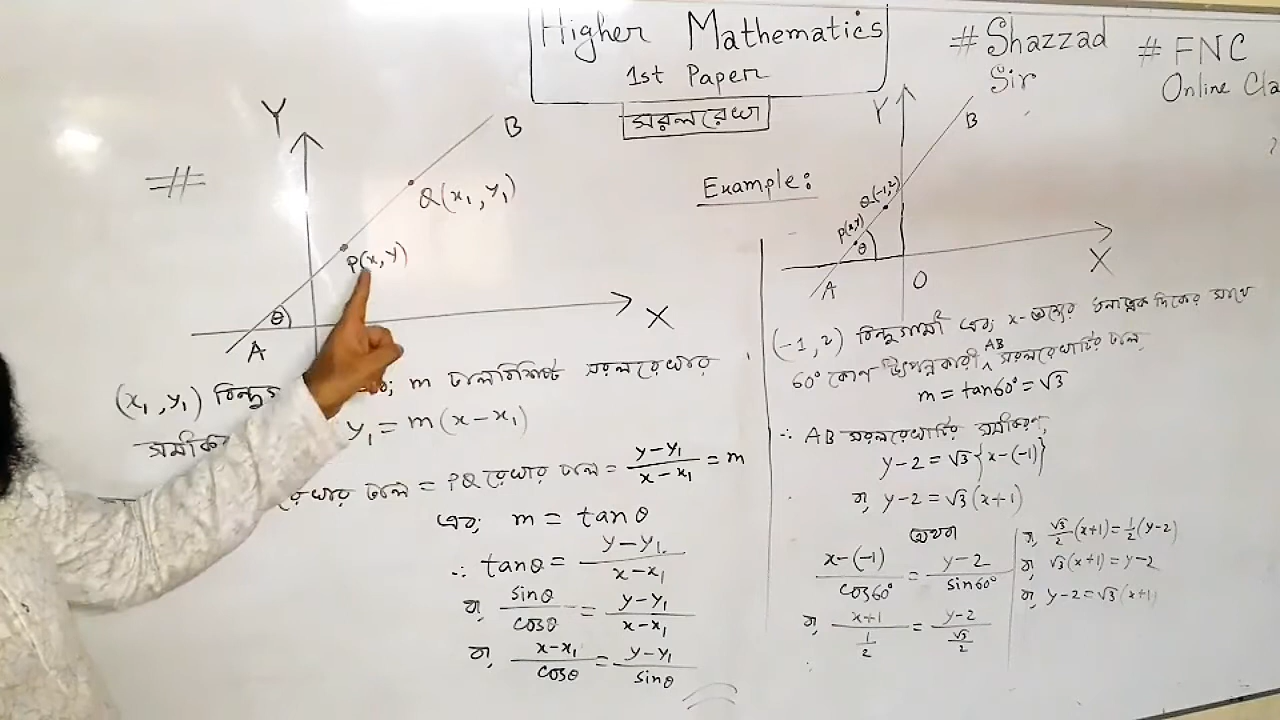 Higher Mathematics
1st Paper
সরলরেখা
# Shazzad
Sir
# FNC
Online Cla
#
Y
B
Q(x₁, y₁)
P(x, y)
θ
A
X
(x₁, y₁) m ঢালবিশিষ্ট সরলরেখার
y₁ = m(x-x₁)
রেখার ঢাল = PQ রেখার ঢাল = (y-y₁)/(x-x₁) = m
এবং m = tanθ
∴ tanθ = (y-y₁)/(x-x₁)
বা, sinθ/cosθ = (y-y₁)/(x-x₁)
বা, (x-x₁)/cosθ = (y-y₁)/sinθ
Example:
Y
B
Q(-1,2)
P(x,y)
θ
A
O
X
(-1, 2) বিন্দুগামী এবং x-অক্ষের ধনাত্মক দিকের সাথে
60° কোণ উৎপন্নকারী AB সরলরেখাটির ঢাল,
m = tan60° = √3
∴ AB সরলরেখাটির সমীকরণ,
y-2 = √3{x-(-1)}
বা, y-2 = √3(x+1)
অথবা
(x-(-1))/cos60° = (y-2)/sin60°
বা, (x+1)/(1/2) = (y-2)/(√3/2)
বা, √3/2 (x+1) = 1/2 (y-2)
বা, √3(x+1) = y-2
বা, y-2 = √3(x+1)